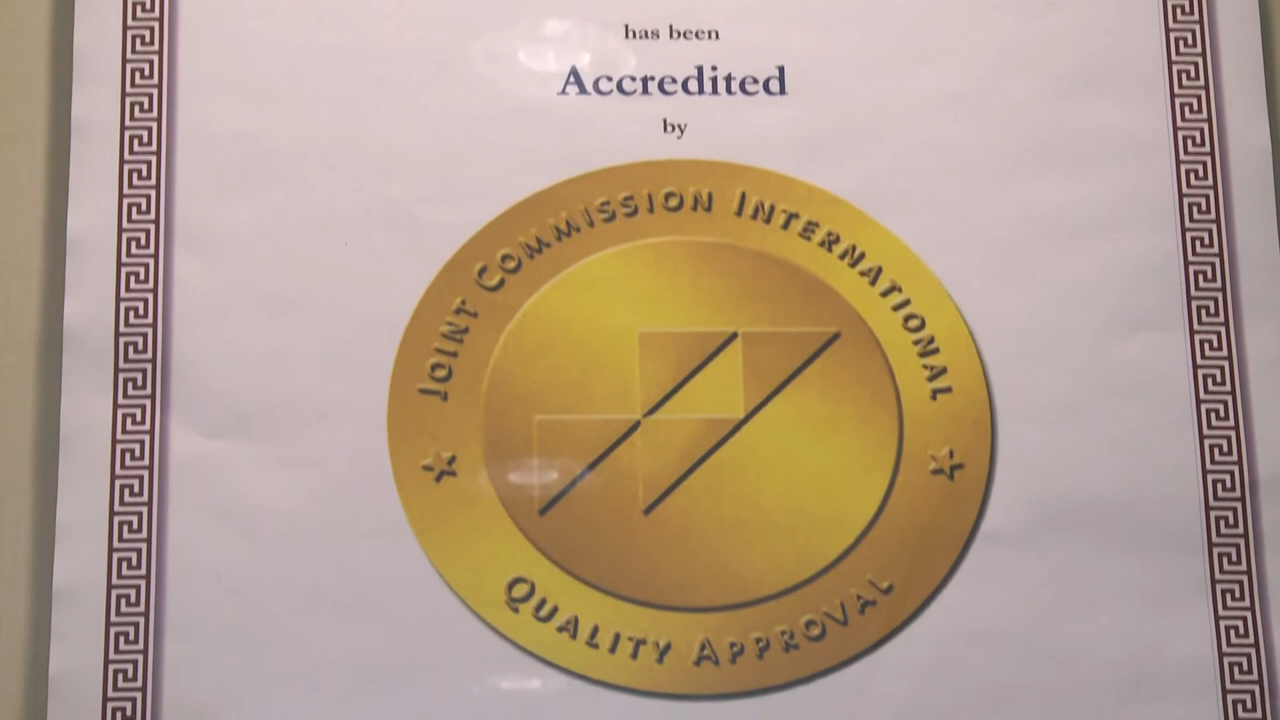 has been
Accredited
by
JOINT COMMISSION INTERNATIONAL
QUALITY APPROVAL